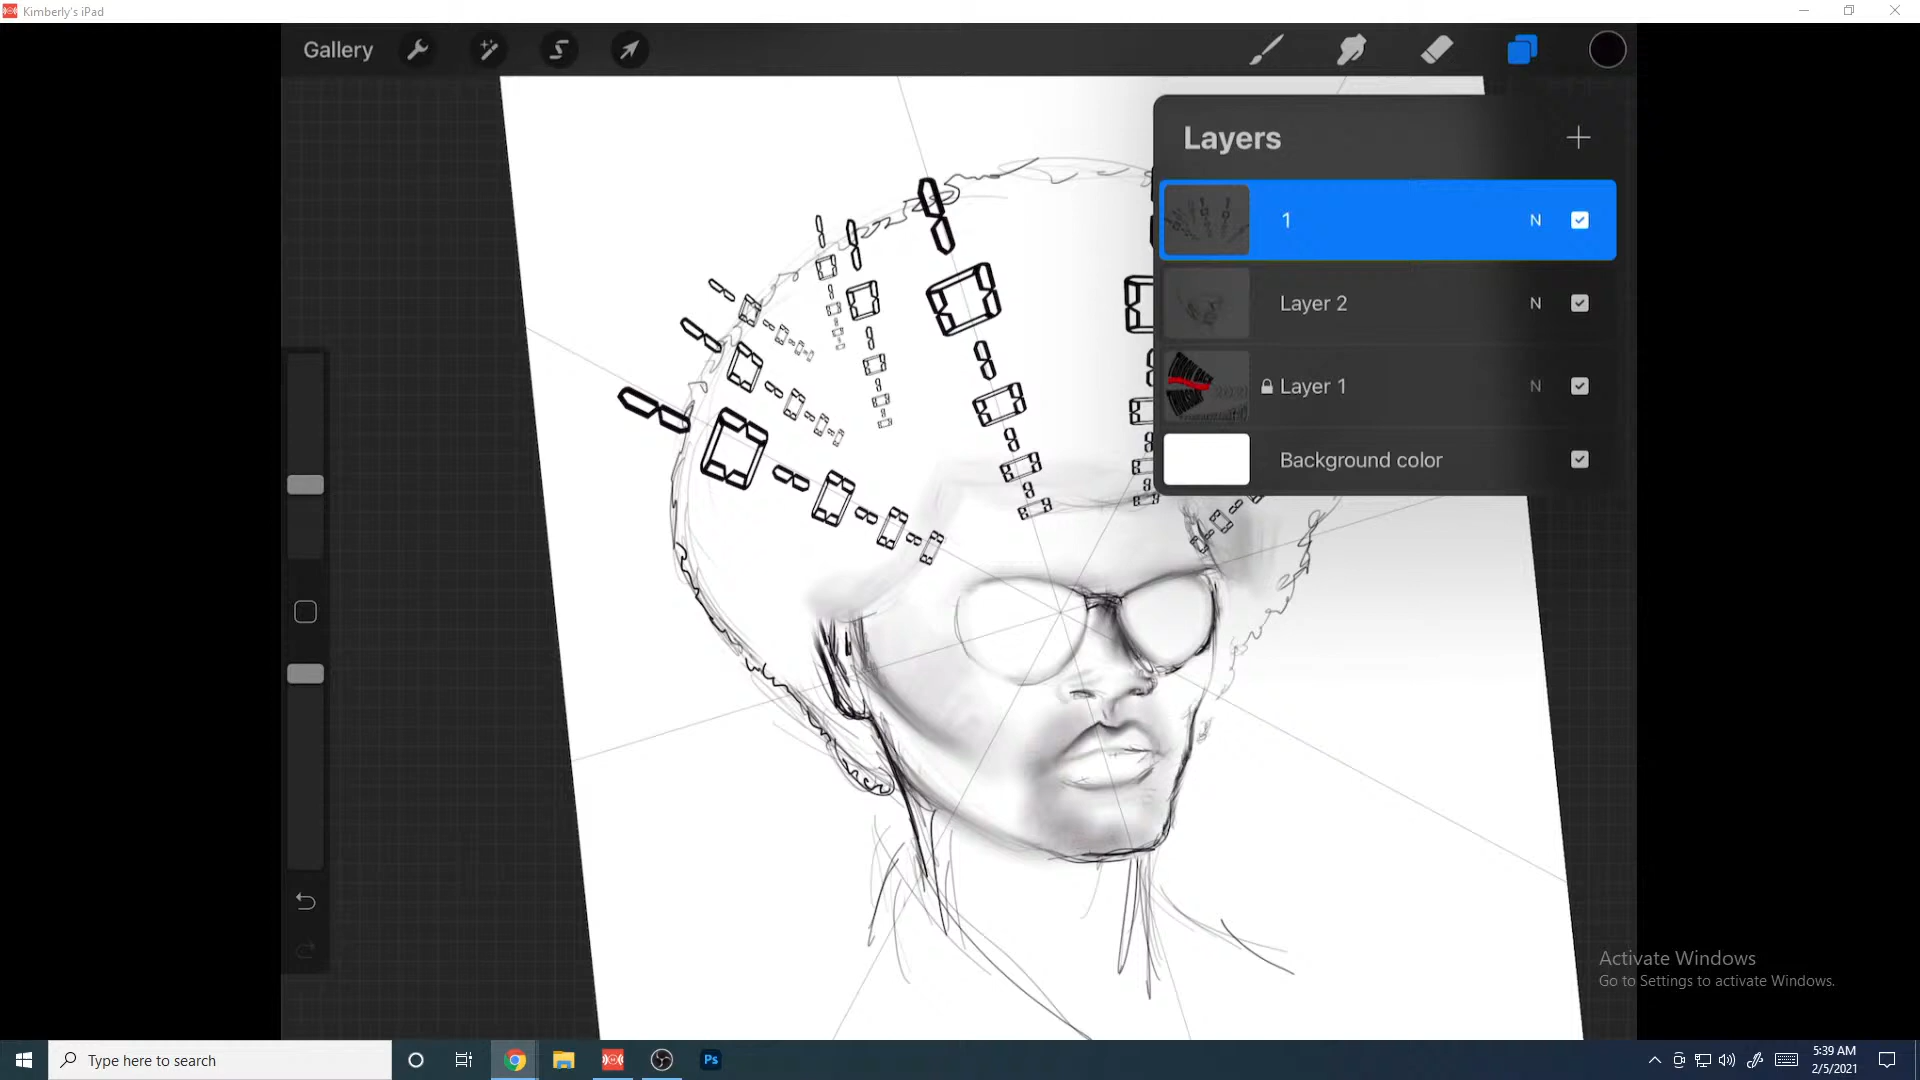 Kimberly's iPad
Gallery
Layers
1 N
Layer 2 N
Layer 1 N
Background color
Activate Windows
Go to Settings to activate Windows.
Type here to search
Ps
5:39 AM
2/5/2021